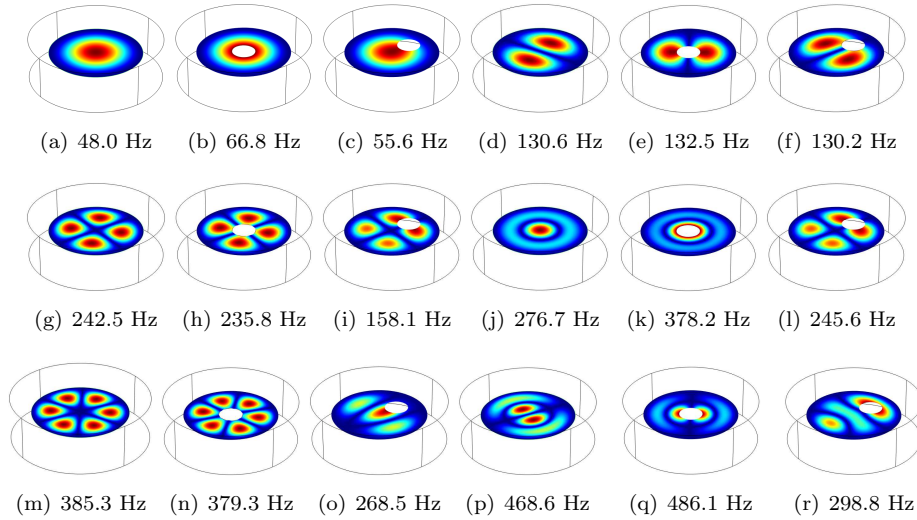 (a) 48.0 Hz (b) 66.8 Hz (c) 55.6 Hz (d) 130.6 Hz (e) 132.5 Hz (f) 130.2 Hz
(g) 242.5 Hz (h) 235.8 Hz (i) 158.1 Hz (j) 276.7 Hz (k) 378.2 Hz (l) 245.6 Hz
(m) 385.3 Hz (n) 379.3 Hz (o) 268.5 Hz (p) 468.6 Hz (q) 486.1 Hz (r) 298.8 Hz